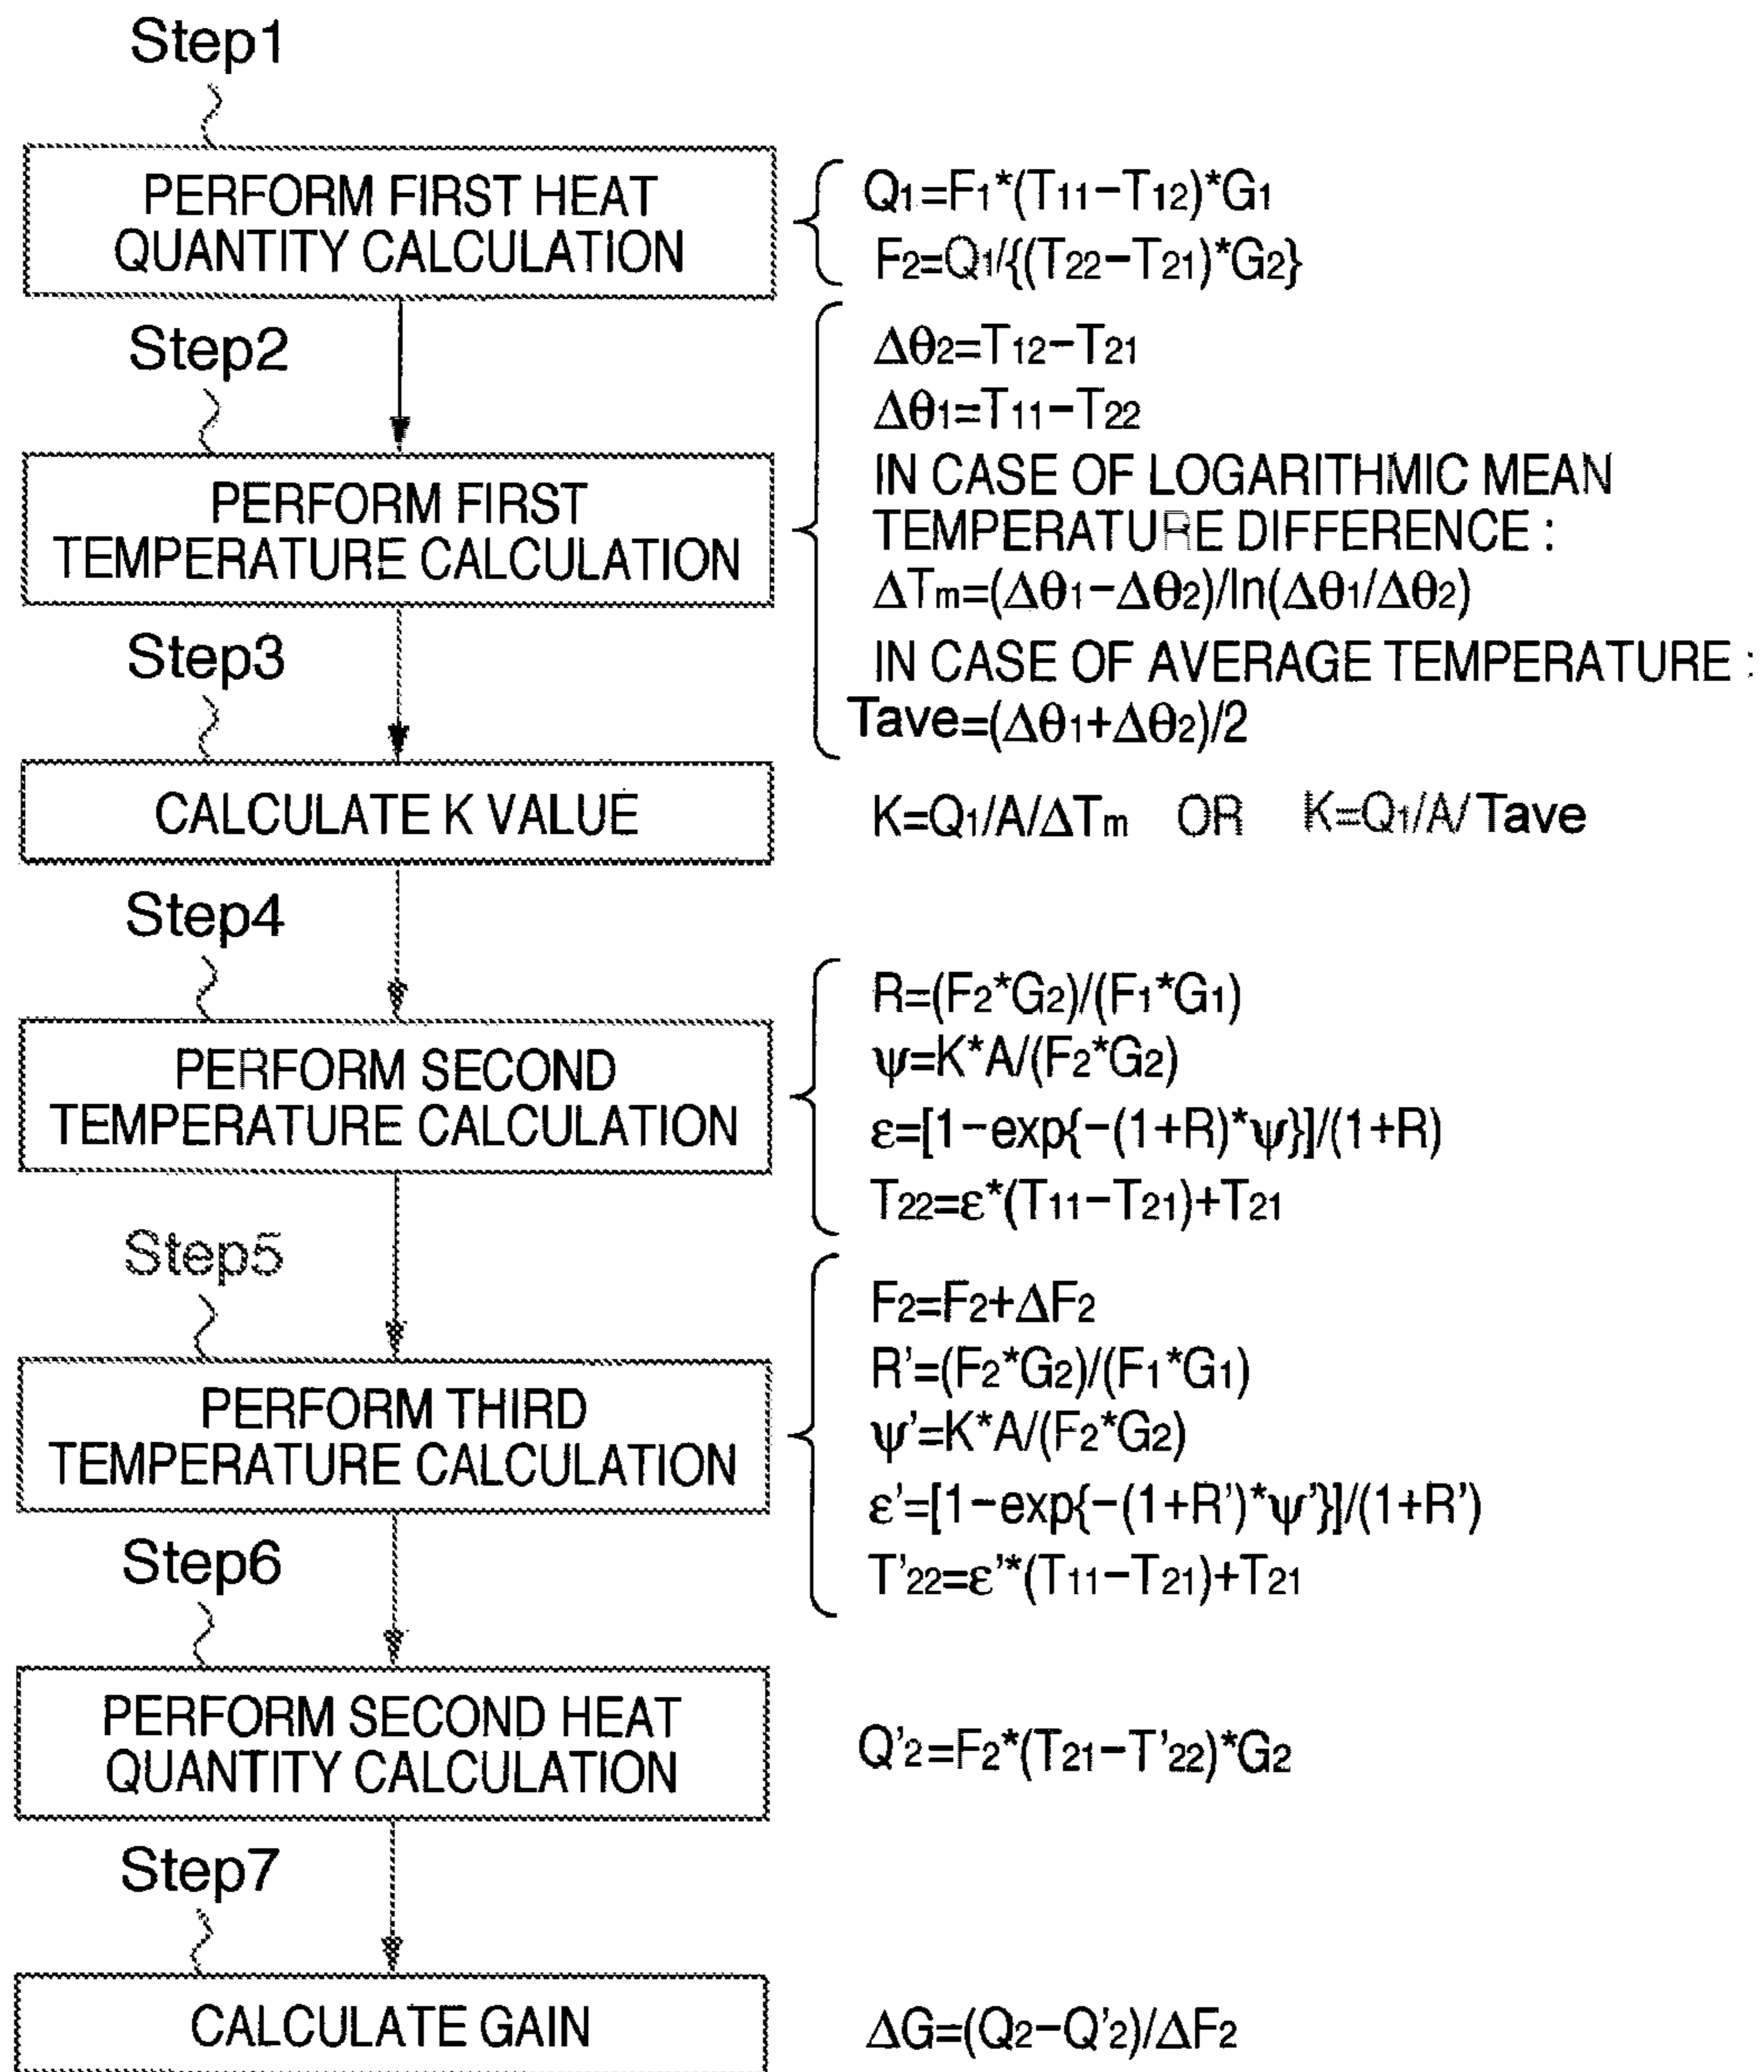 Step1
PERFORM FIRST HEAT
QUANTITY CALCULATION
Q1=F1*(T11-T12)*G1
F2=Q1/{(T22-T21)*G2}
Step2
PERFORM FIRST
TEMPERATURE CALCULATION
Δθ2=T12-T21
Δθ1=T11-T22
IN CASE OF LOGARITHMIC MEAN
TEMPERATURE DIFFERENCE :
ΔTm=(Δθ1-Δθ2)/ln(Δθ1/Δθ2)
IN CASE OF AVERAGE TEMPERATURE :
Tave=(Δθ1+Δθ2)/2
Step3
CALCULATE K VALUE
K=Q1/A/ΔTm OR K=Q1/A/Tave
Step4
PERFORM SECOND
TEMPERATURE CALCULATION
R=(F2*G2)/(F1*G1)
ψ=K*A/(F2*G2)
ε=[1-exp{-(1+R)*ψ}]/(1+R)
T22=ε*(T11-T21)+T21
Step5
PERFORM THIRD
TEMPERATURE CALCULATION
F2=F2+ΔF2
R'=(F2*G2)/(F1*G1)
ψ'=K*A/(F2*G2)
ε'=[1-exp{-(1+R')*ψ'}]/(1+R')
T'22=ε'*(T11-T21)+T21
Step6
PERFORM SECOND HEAT
QUANTITY CALCULATION
Q'2=F2*(T21-T'22)*G2
Step7
CALCULATE GAIN
ΔG=(Q2-Q'2)/ΔF2